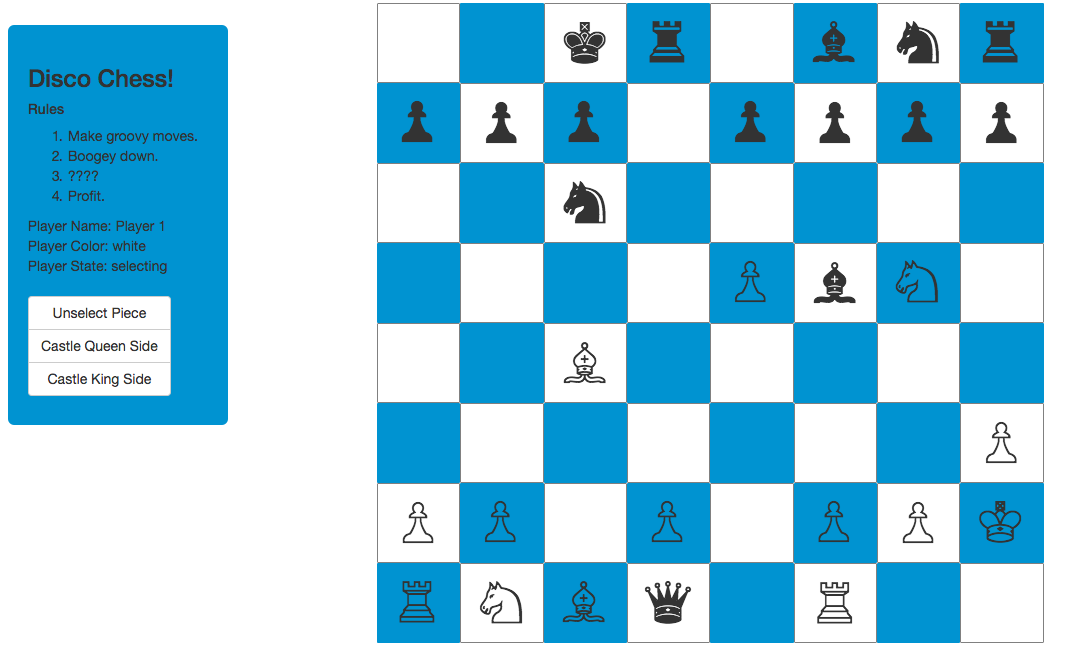 Disco Chess!
Rules
1. Make groovy moves.
2. Boogey down.
3. ????
4. Profit.
Player Name: Player 1
Player Color: white
Player State: selecting
Unselect Piece
Castle Queen Side
Castle King Side